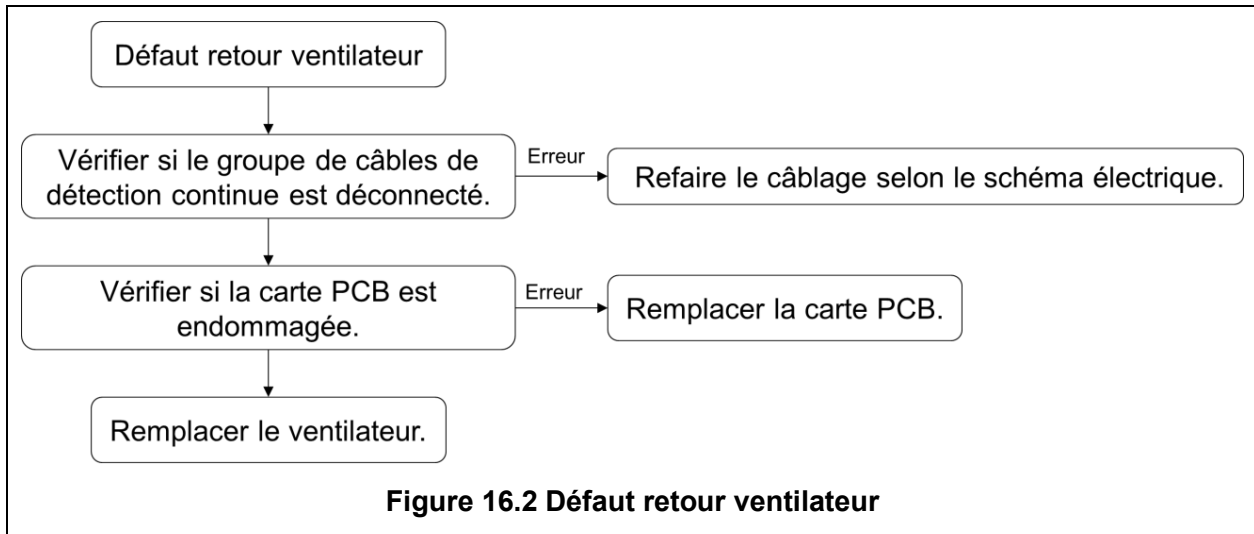 Défaut retour ventilateur
Vérifier si le groupe de câbles de
détection continue est déconnecté.
Erreur
Refaire le câblage selon le schéma électrique.
Vérifier si la carte PCB est
endommagée.
Erreur
Remplacer la carte PCB.
Remplacer le ventilateur.
Figure 16.2 Défaut retour ventilateur